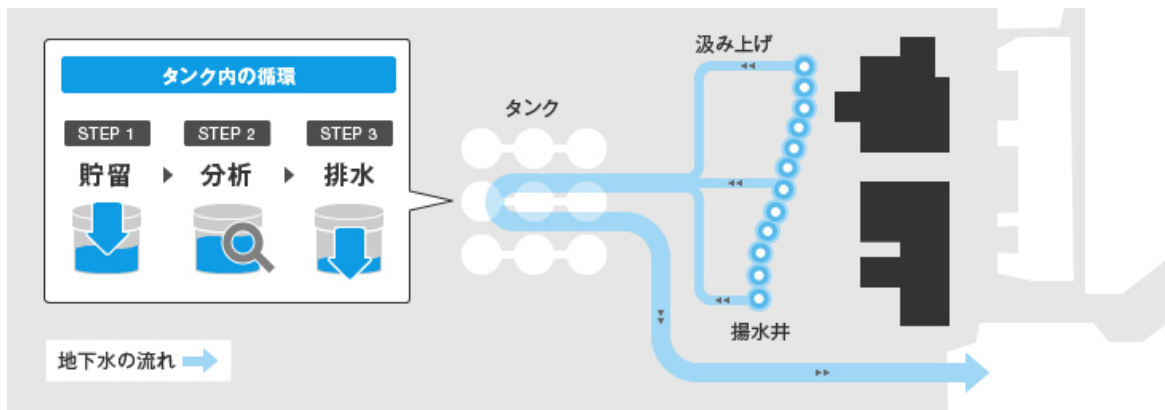 タンク内の循環
STEP 1
STEP 2
STEP 3
貯留
分析
排水
タンク
汲み上げ
揚水井
地下水の流れ